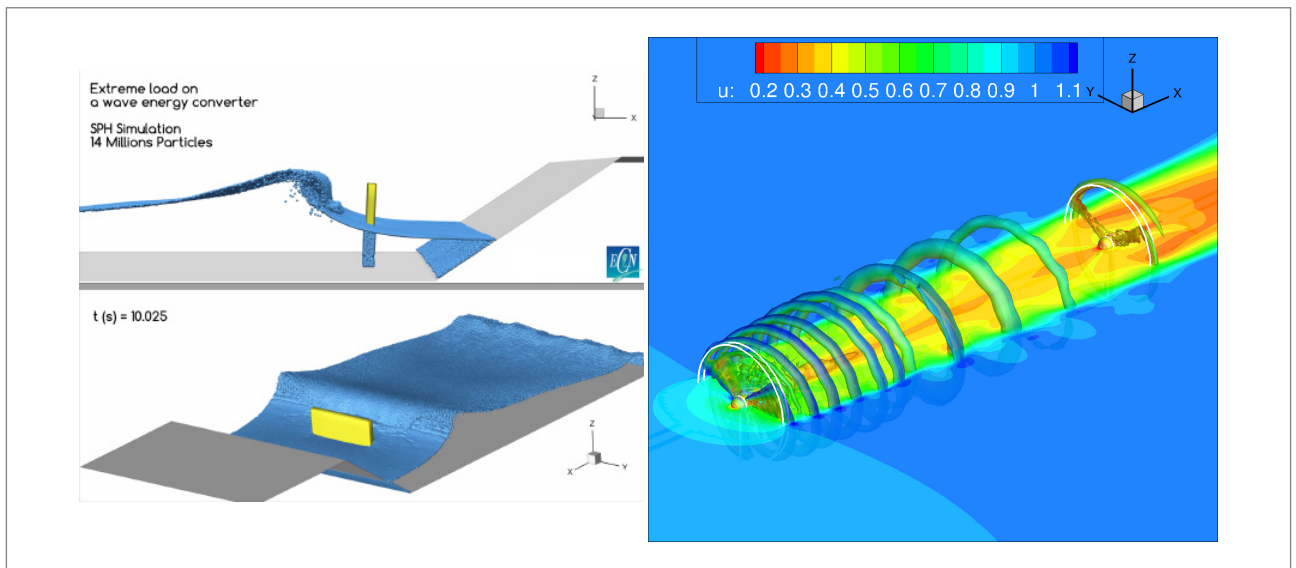 Extreme load on
a wave energy converter
SPH Simulation
14 Millions Particles
Z
X
ECN
t (s) = 10.025
Z
X
Y
u: 0.2 0.3 0.4 0.5 0.6 0.7 0.8 0.9 1 1.1
Z
Y
X